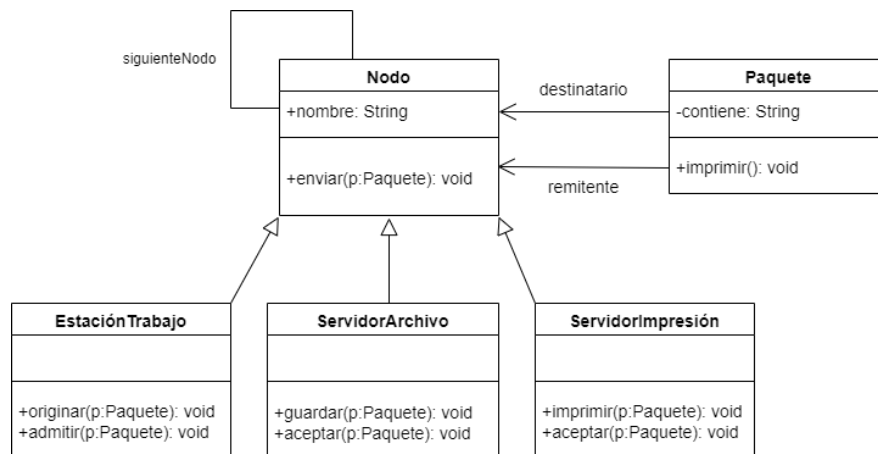 siguienteNodo
Nodo
+nombre: String
+enviar(p:Paquete): void
destinatario
remitente
Paquete
-contiene: String
+imprimir(): void
EstaciónTrabajo
+originar(p:Paquete): void
+admitir(p:Paquete): void
ServidorArchivo
+guardar(p:Paquete): void
+aceptar(p:Paquete): void
ServidorImpresión
+imprimir(p:Paquete): void
+aceptar(p:Paquete): void